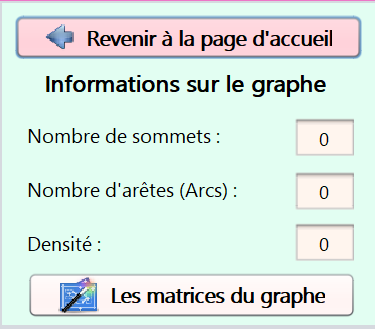 Revenir à la page d'accueil
Informations sur le graphe
Nombre de sommets : 0
Nombre d'arêtes (Arcs) : 0
Densité : 0
Les matrices du graphe